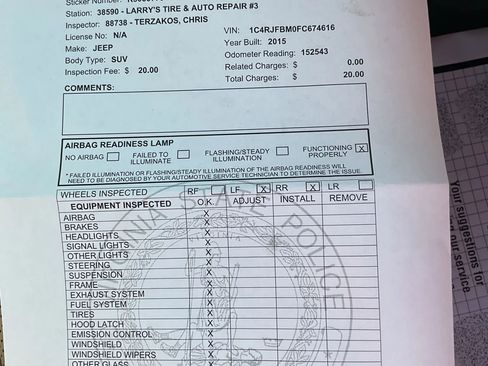 Sticker Number
Station: 38590 - LARRY'S TIRE & AUTO REPAIR #3
Inspector: 88738 - TERZAKOS, CHRIS
License No: N/A
VIN: 1C4RJFBM0FC674616
Make: JEEP
Year Built: 2015
Body Type: SUV
Odometer Reading: 152543
Inspection Fee: $ 20.00
Related Charges: $ 0.00
Total Charges: $ 20.00
COMMENTS:
AIRBAG READINESS LAMP
NO AIRBAG FAILED TO ILLUMINATE FLASHING/STEADY ILLUMINATION FUNCTIONING PROPERLY X
* FAILED ILLUMINATION OR FLASHING/STEADY ILLUMINATION OF THE AIRBAG READINESS WILL
NEED TO BE DIAGNOSED BY YOUR AUTOMOTIVE SERVICE TECHNICIAN TO DETERMINE THE ISSUE.
WHEELS INSPECTED RF LF X RR X LR
EQUIPMENT INSPECTED O.K. ADJUST INSTALL REMOVE
AIRBAG X
BRAKES X
HEADLIGHTS X
SIGNAL LIGHTS X
OTHER LIGHTS X
STEERING X
SUSPENSION X
FRAME X
EXHAUST SYSTEM X
FUEL SYSTEM X
TIRES X
HOOD LATCH X
EMISSION CONTROL X
WINDSHIELD X
WINDSHIELD WIPERS X
OTHER GLASS X
STATE POLICE
Your suggestions for
service